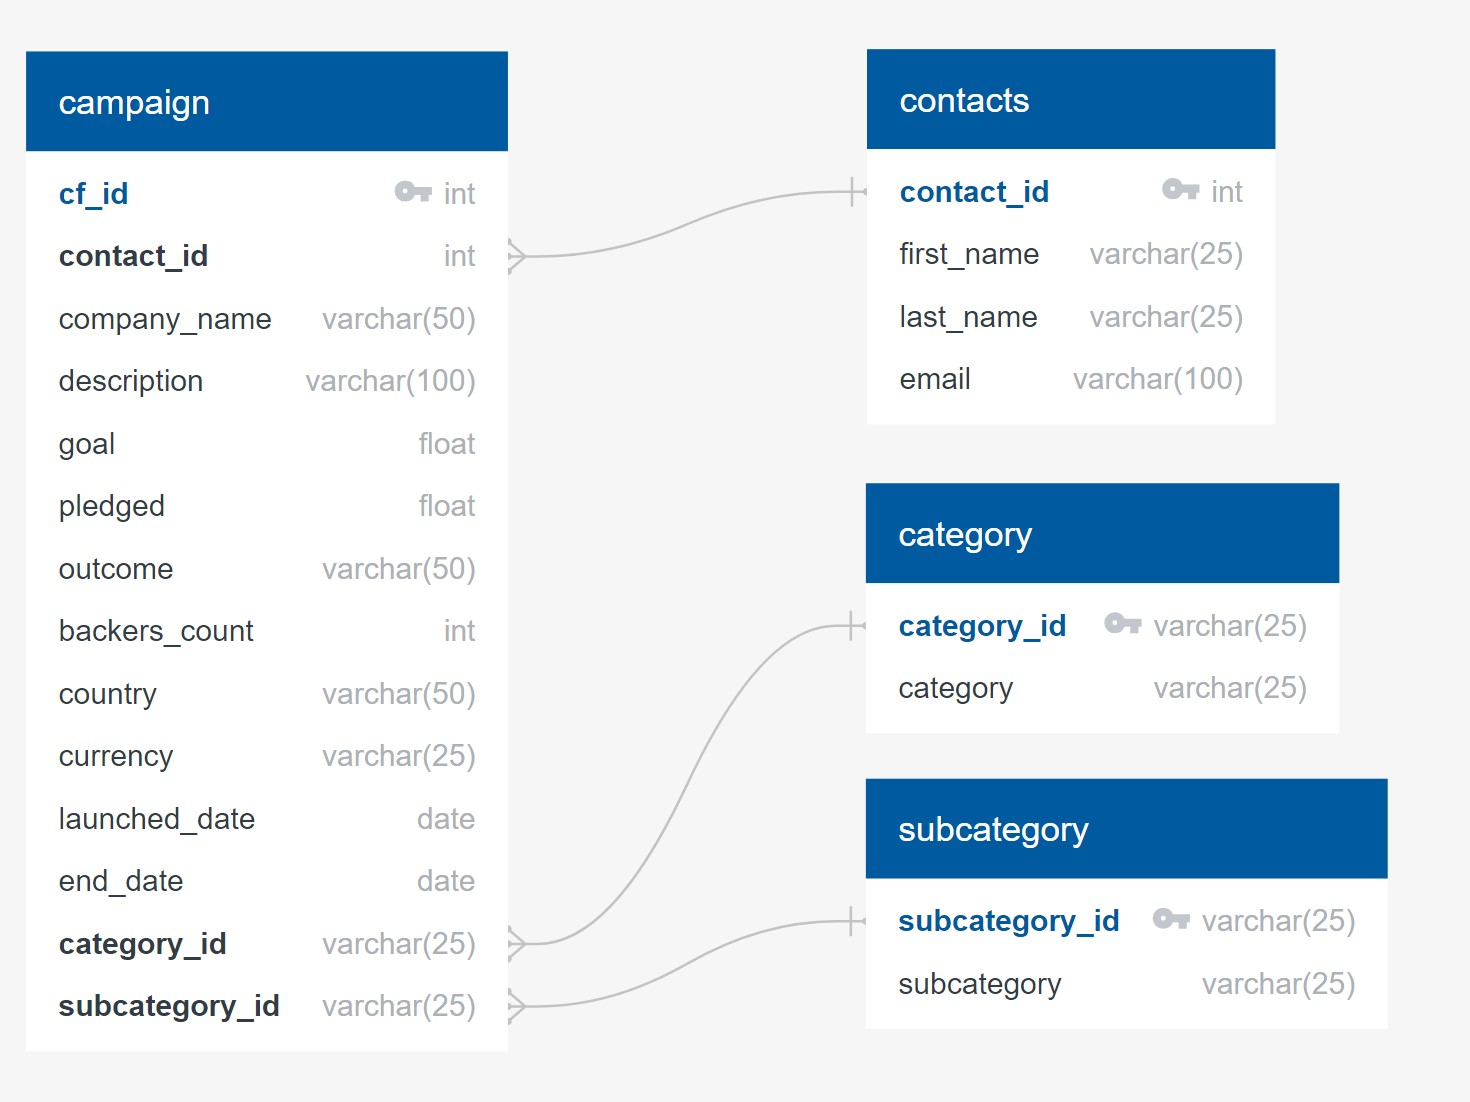 campaign
cf_id int
contact_id int
company_name varchar(50)
description varchar(100)
goal float
pledged float
outcome varchar(50)
backers_count int
country varchar(50)
currency varchar(25)
launched_date date
end_date date
category_id varchar(25)
subcategory_id varchar(25)
contacts
contact_id int
first_name varchar(25)
last_name varchar(25)
email varchar(100)
category
category_id varchar(25)
category varchar(25)
subcategory
subcategory_id varchar(25)
subcategory varchar(25)